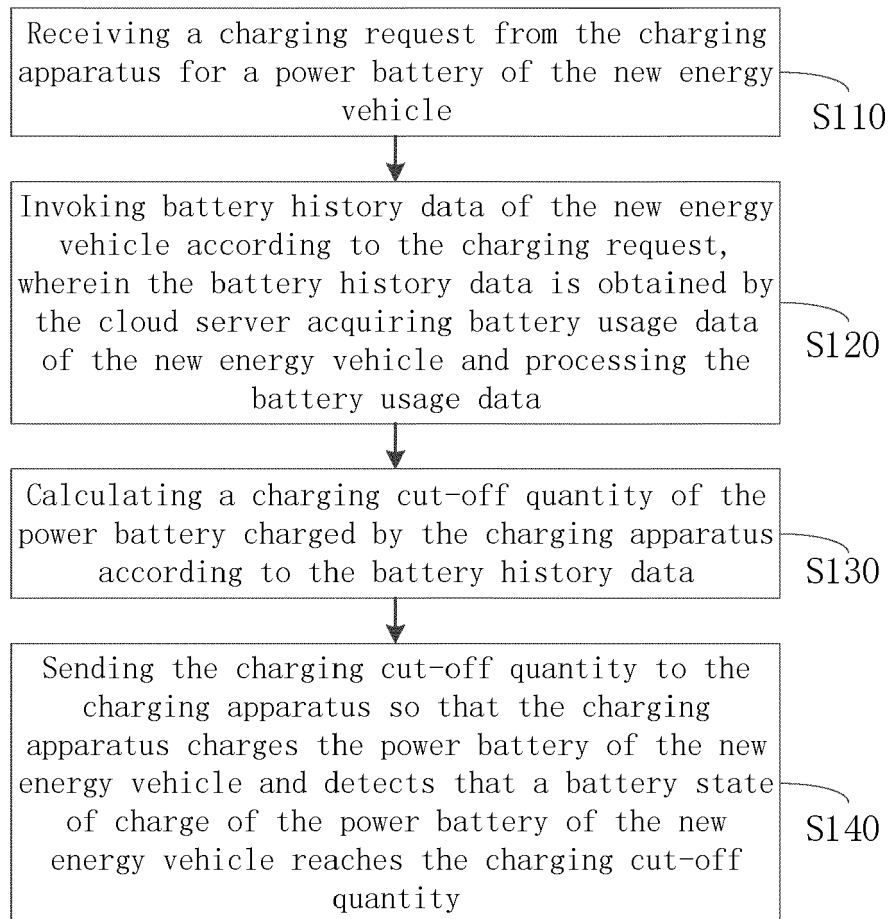 Receiving a charging request from the charging
apparatus for a power battery of the new energy
vehicle
S110
Invoking battery history data of the new energy
vehicle according to the charging request,
wherein the battery history data is obtained by
the cloud server acquiring battery usage data
of the new energy vehicle and processing the
battery usage data
S120
Calculating a charging cut-off quantity of the
power battery charged by the charging apparatus
according to the battery history data
S130
Sending the charging cut-off quantity to the
charging apparatus so that the charging
apparatus charges the power battery of the new
energy vehicle and detects that a battery state
of charge of the power battery of the new
energy vehicle reaches the charging cut-off
quantity
S140